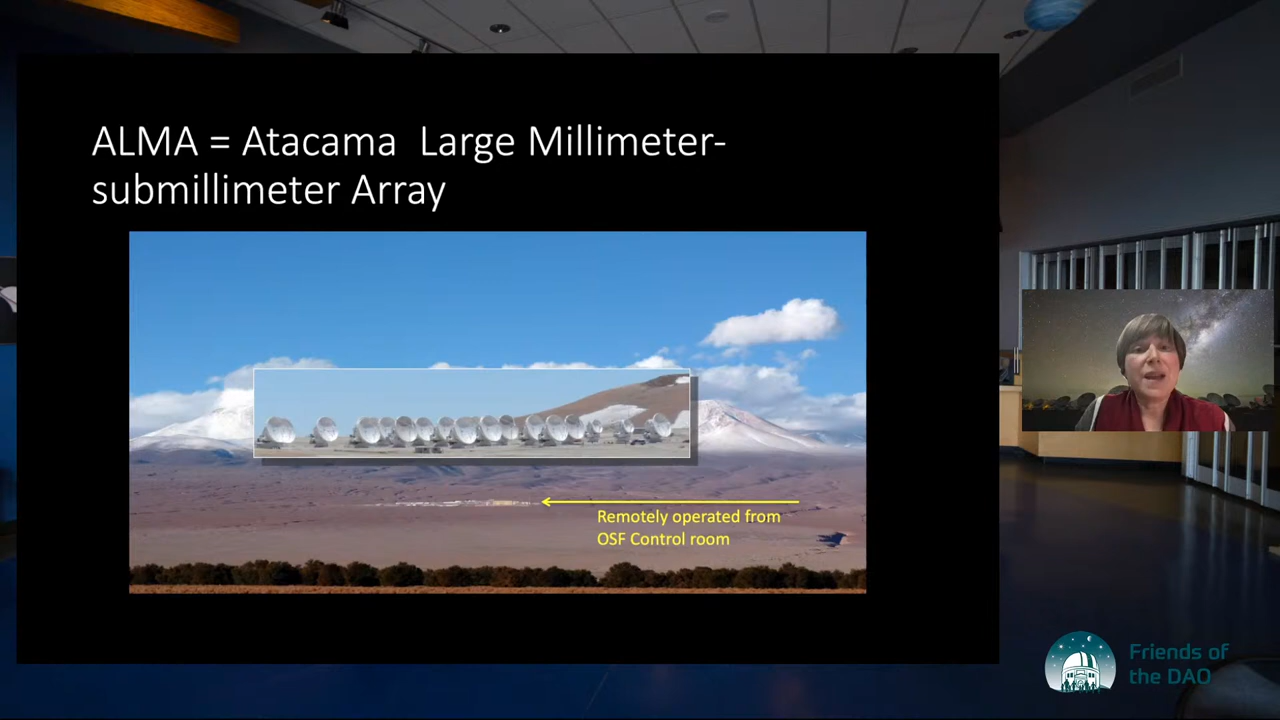 ALMA = Atacama  Large Millimeter-
submillimeter Array
Remotely operated from
OSF Control room
Friends of
the DAO